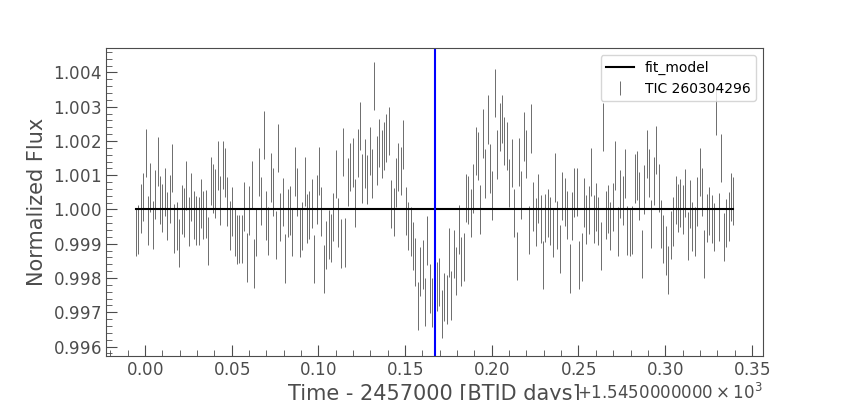 fit_model
TIC 260304296
Normalized Flux
1.004
1.003
1.002
1.001
1.000
0.999
0.998
0.997
0.996
0.00 0.05 0.10 0.15 0.20 0.25 0.30 0.35
Time - 2457000 [BTJD days]
+1.5450000000 × 10³